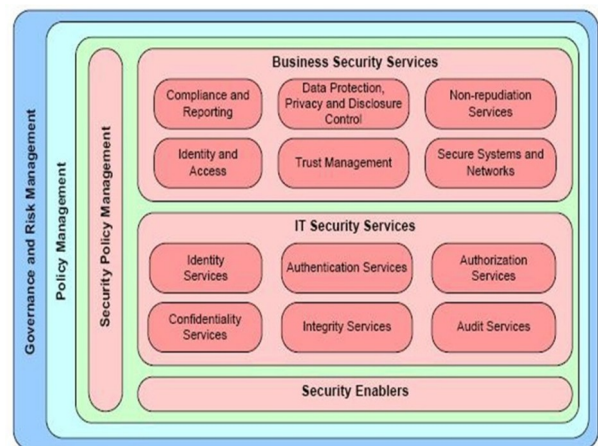 Governance and Risk Management
Policy Management
Security Policy Management
Business Security Services
Compliance and
Reporting
Data Protection,
Privacy and Disclosure
Control
Non-repudiation
Services
Identity and
Access
Trust Management
Secure Systems and
Networks
IT Security Services
Identity
Services
Authentication Services
Authorization
Services
Confidentiality
Services
Integrity Services
Audit Services
Security Enablers